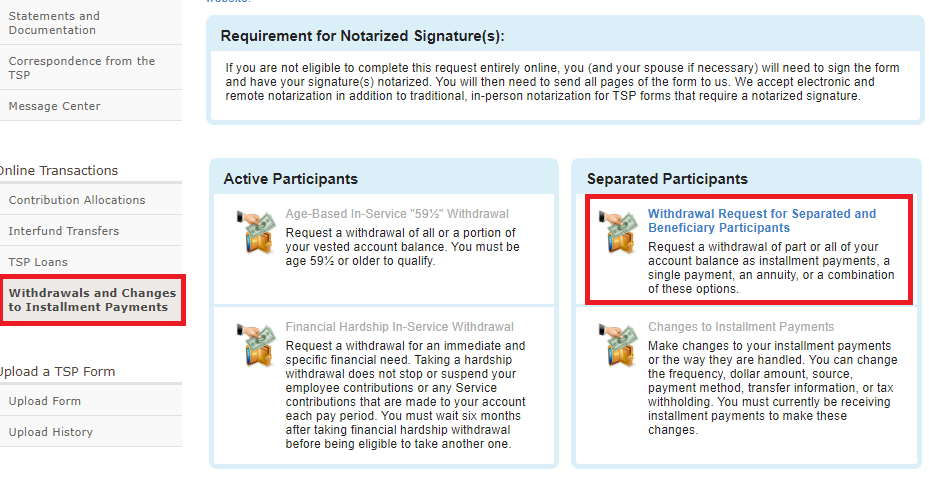 website.
Statements and
Documentation
Correspondence from the
TSP
Message Center
Online Transactions
Contribution Allocations
Interfund Transfers
TSP Loans
Withdrawals and Changes
to Installment Payments
Upload a TSP Form
Upload Form
Upload History
Requirement for Notarized Signature(s):
If you are not eligible to complete this request entirely online, you (and your spouse if necessary) will need to sign the form
and have your signature(s) notarized. You will then need to send all pages of the form to us. We accept electronic and
remote notarization in addition to traditional, in-person notarization for TSP forms that require a notarized signature.
Active Participants
Age-Based In-Service "59½" Withdrawal
Request a withdrawal of all or a portion of
your vested account balance. You must be
age 59½ or older to qualify.
Financial Hardship In-Service Withdrawal
Request a withdrawal for an immediate and
specific financial need. Taking a hardship
withdrawal does not stop or suspend your
employee contributions or any Service
contributions that are made to your account
each pay period. You must wait six months
after taking financial hardship withdrawal
before being eligible to take another one.
Separated Participants
Withdrawal Request for Separated and
Beneficiary Participants
Request a withdrawal of part or all of your
account balance as installment payments, a
single payment, an annuity, or a combination
of these options.
Changes to Installment Payments
Make changes to your installment payments
or the way they are handled. You can change
the frequency, dollar amount, source,
payment method, transfer information, or tax
withholding. You must currently be receiving
installment payments to make these
changes.